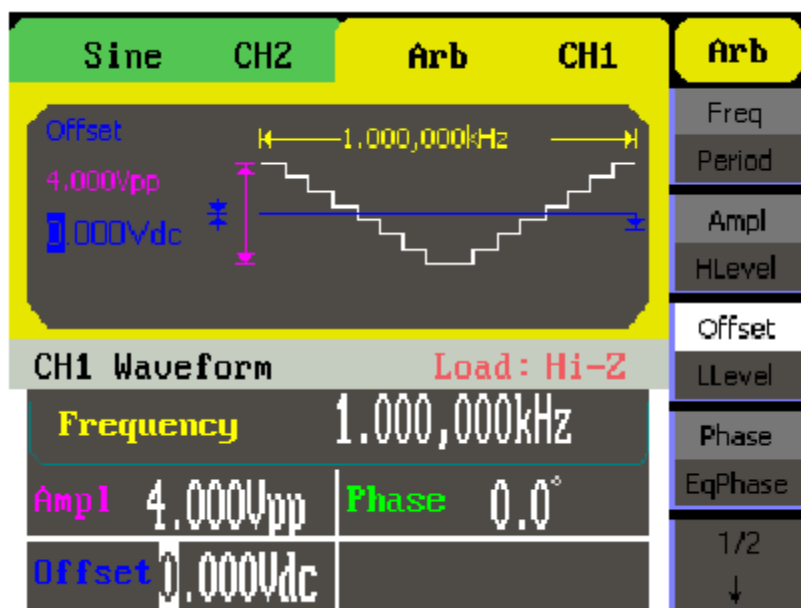 Sine CH2 Arb CH1 Arb
Offset
1.000,000kHz
4.000Vpp
0.000Vdc
Freq
Period
Ampl
HLevel
Offset
LLevel
Phase
EqPhase
1/2
↓
CH1 Waveform Load: Hi-Z
Frequency 1.000,000kHz
Ampl 4.000Vpp Phase 0.0°
Offset 0.000Vdc